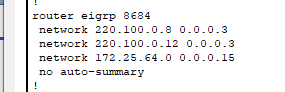 !
router eigrp 8684
 network 220.100.0.8 0.0.0.3
 network 220.100.0.12 0.0.0.3
 network 172.25.64.0 0.0.0.15
 no auto-summary
!